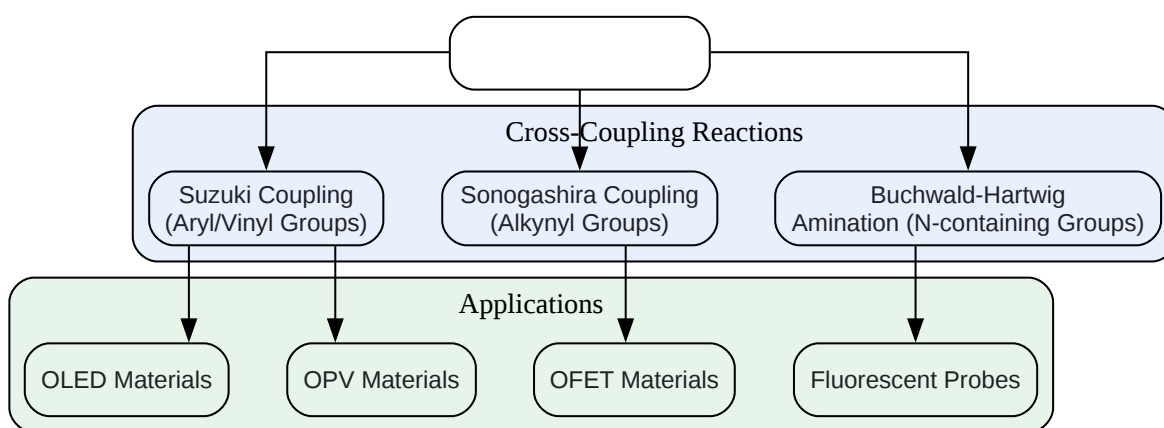 Cross-Coupling Reactions
Suzuki Coupling
(Aryl/Vinyl Groups)
Sonogashira Coupling
(Alkynyl Groups)
Buchwald-Hartwig
Amination (N-containing Groups)
Applications
OLED Materials
OPV Materials
OFET Materials
Fluorescent Probes